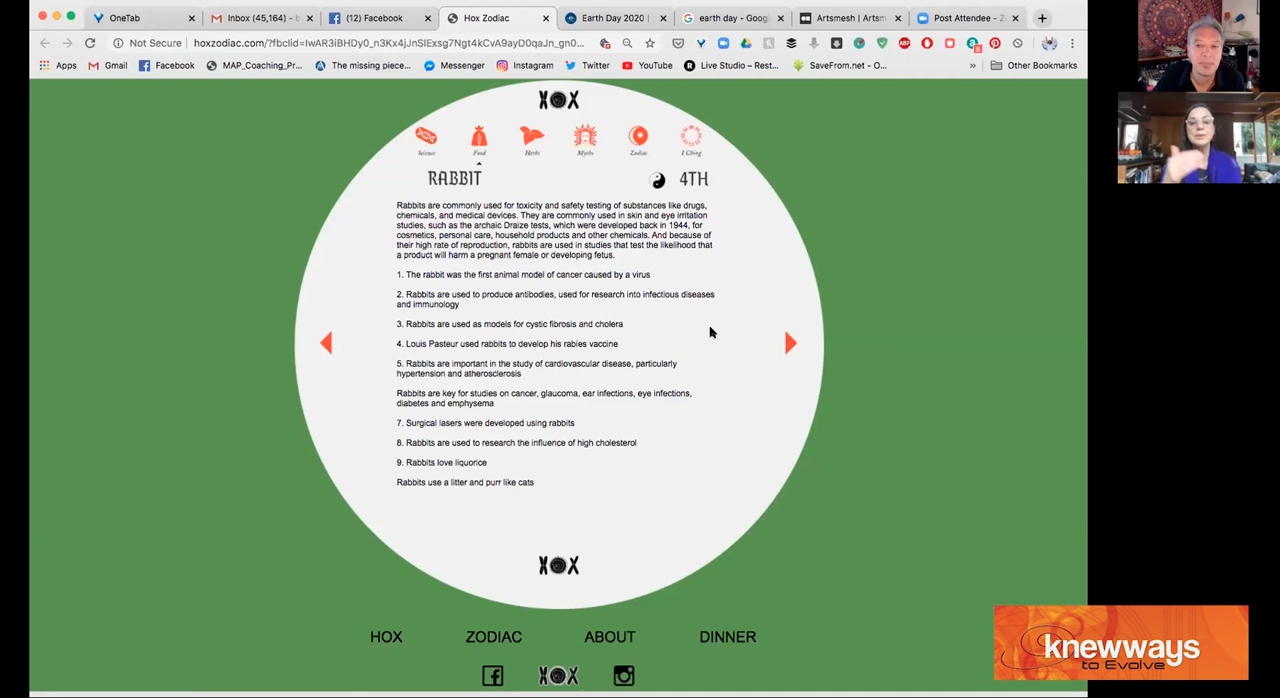 OneTab
Inbox (45,164) - b
(12) Facebook
Hox Zodiac
Earth Day 2020 |
earth day - Goog
Artsmesh | Artsm
Post Attendee - Z
Not Secure
hoxzodiac.com/?fbclid=IwAR3iBHDy0_n3Kx4jJnSlExsg7Ngt4kCvA9ayD0qaJn_gn0...
Apps
Gmail
Facebook
MAP_Coaching_Pr...
The missing piece...
Messenger
Instagram
Twitter
YouTube
Live Studio – Rest...
SaveFrom.net - O...
»
Other Bookmarks
Science
Food
Herbs
Myths
Zodiac
I Ching
RABBIT
4TH
Rabbits are commonly used for toxicity and safety testing of substances like drugs,
chemicals, and medical devices. They are commonly used in skin and eye irritation
studies, such as the archaic Draize tests, which were developed back in 1944, for
cosmetics, personal care, household products and other chemicals. And because of
their high rate of reproduction, rabbits are used in studies that test the likelihood that
a product will harm a pregnant female or developing fetus.
1. The rabbit was the first animal model of cancer caused by a virus
2. Rabbits are used to produce antibodies, used for research into infectious diseases
and immunology
3. Rabbits are used as models for cystic fibrosis and cholera
4. Louis Pasteur used rabbits to develop his rabies vaccine
5. Rabbits are important in the study of cardiovascular disease, particularly
hypertension and atherosclerosis
Rabbits are key for studies on cancer, glaucoma, ear infections, eye infections,
diabetes and emphysema
7. Surgical lasers were developed using rabbits
8. Rabbits are used to research the influence of high cholesterol
9. Rabbits love liquorice
Rabbits use a litter and purr like cats
HOX
ZODIAC
ABOUT
DINNER
knewways
to Evolve